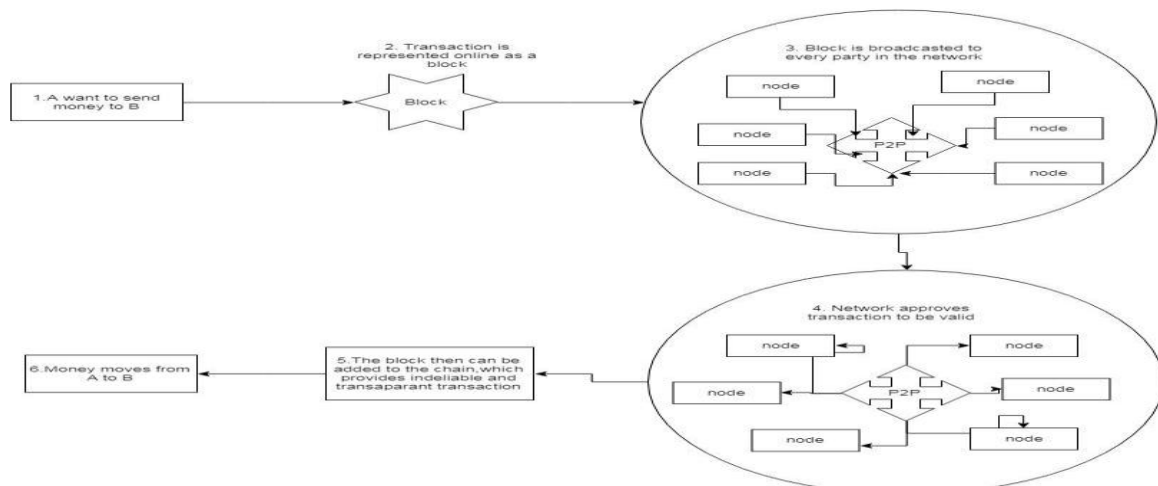 1.A want to send
money to B
2. Transaction is
represented online as a
block
Block
3. Block is broadcasted to
every party in the network
node
node
node
node
P2P
node
node
4. Network approves
transaction to be valid
node
node
node
node
P2P
node
node
5.The block then can be
added to the chain,which
provides indeliable and
transaparant transaction
6.Money moves from
A to B